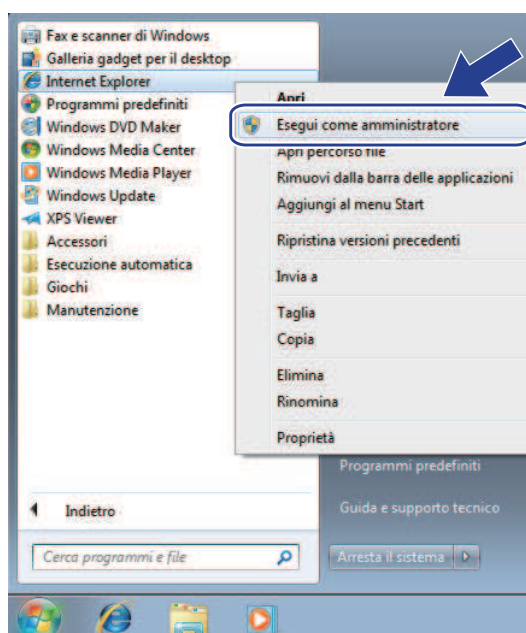 Fax e scanner di Windows
Galleria gadget per il desktop
Internet Explorer
Programmi predefiniti
Windows DVD Maker
Windows Media Center
Windows Media Player
Windows Update
XPS Viewer
Accessori
Esecuzione automatica
Giochi
Manutenzione
Indietro
Cerca programmi e file
Apri
Esegui come amministratore
Apri percorso file
Rimuovi dalla barra delle applicazioni
Aggiungi al menu Start
Ripristina versioni precedenti
Invia a
Taglia
Copia
Elimina
Rinomina
Proprietà
Programmi predefiniti
Guida e supporto tecnico
Arresta il sistema